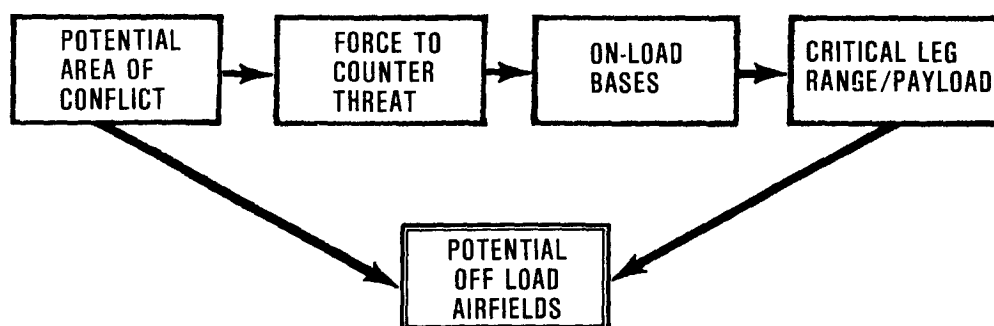 POTENTIAL
AREA OF
CONFLICT
FORCE TO
COUNTER
THREAT
ON-LOAD
BASES
CRITICAL LEG
RANGE/PAYLOAD
POTENTIAL
OFF LOAD
AIRFIELDS